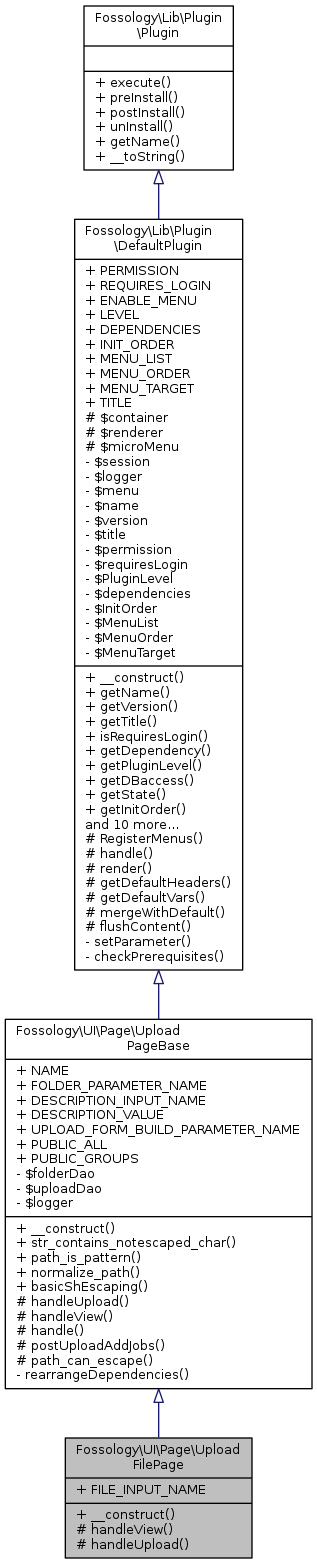 Fossology\Lib\Plugin
\Plugin
+ execute()
+ preInstall()
+ postInstall()
+ unInstall()
+ getName()
+ __toString()
Fossology\Lib\Plugin
\DefaultPlugin
+ PERMISSION
+ REQUIRES_LOGIN
+ ENABLE_MENU
+ LEVEL
+ DEPENDENCIES
+ INIT_ORDER
+ MENU_LIST
+ MENU_ORDER
+ MENU_TARGET
+ TITLE
# $container
# $renderer
# $microMenu
- $session
- $logger
- $menu
- $name
- $version
- $title
- $permission
- $requiresLogin
- $PluginLevel
- $dependencies
- $InitOrder
- $MenuList
- $MenuOrder
- $MenuTarget
+ __construct()
+ getName()
+ getVersion()
+ getTitle()
+ isRequiresLogin()
+ getDependency()
+ getPluginLevel()
+ getDBaccess()
+ getState()
+ getInitOrder()
and 10 more...
# RegisterMenus()
# handle()
# render()
# getDefaultHeaders()
# getDefaultVars()
# mergeWithDefault()
# flushContent()
- setParameter()
- checkPrerequisites()
Fossology\UI\Page\Upload
PageBase
+ NAME
+ FOLDER_PARAMETER_NAME
+ DESCRIPTION_INPUT_NAME
+ DESCRIPTION_VALUE
+ UPLOAD_FORM_BUILD_PARAMETER_NAME
+ PUBLIC_ALL
+ PUBLIC_GROUPS
- $folderDao
- $uploadDao
- $logger
+ __construct()
+ str_contains_notescaped_char()
+ path_is_pattern()
+ normalize_path()
+ basicShEscaping()
# handleUpload()
# handleView()
# handle()
# postUploadAddJobs()
# path_can_escape()
- rearrangeDependencies()
Fossology\UI\Page\Upload
FilePage
+ FILE_INPUT_NAME
+ __construct()
# handleView()
# handleUpload()